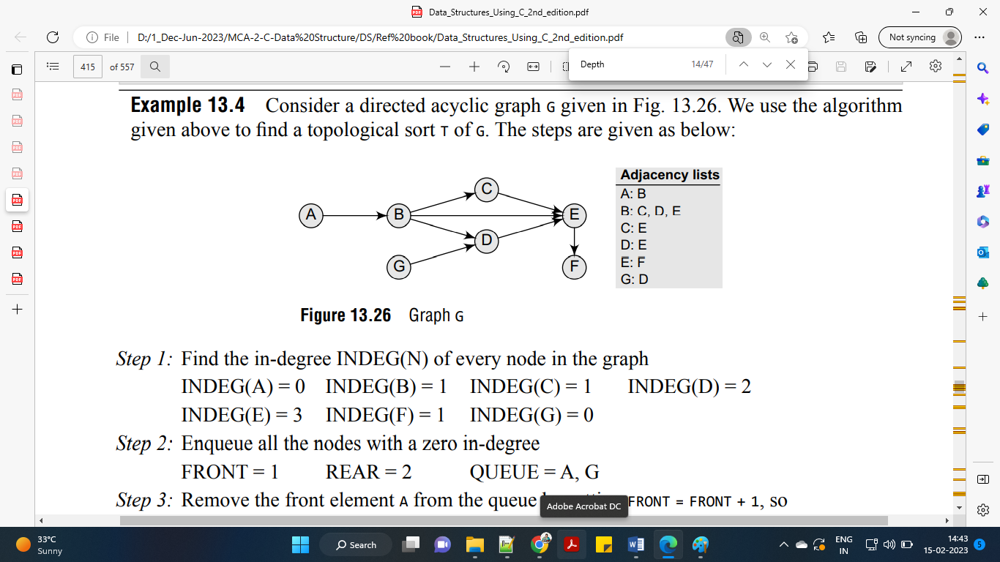 Data_Structures_Using_C_2nd_edition.pdf
File
D:/1_Dec-Jun-2023/MCA-2-C-Data%20Structure/DS/Ref%20book/Data_Structures_Using_C_2nd_edition.pdf
Not syncing
415 of 557
Depth 14/47
Example 13.4 Consider a directed acyclic graph G given in Fig. 13.26. We use the algorithm
given above to find a topological sort T of G. The steps are given as below:
A
B
C
D
E
G
F
Adjacency lists
A: B
B: C, D, E
C: E
D: E
E: F
G: D
Figure 13.26 Graph G
Step 1: Find the in-degree INDEG(N) of every node in the graph
INDEG(A) = 0 INDEG(B) = 1 INDEG(C) = 1 INDEG(D) = 2
INDEG(E) = 3 INDEG(F) = 1 INDEG(G) = 0
Step 2: Enqueue all the nodes with a zero in-degree
FRONT = 1 REAR = 2 QUEUE = A, G
Step 3: Remove the front element A from the queue FRONT = FRONT + 1, so
Adobe Acrobat DC
33°C
Sunny
Search
ENG
IN
14:43
15-02-2023
5